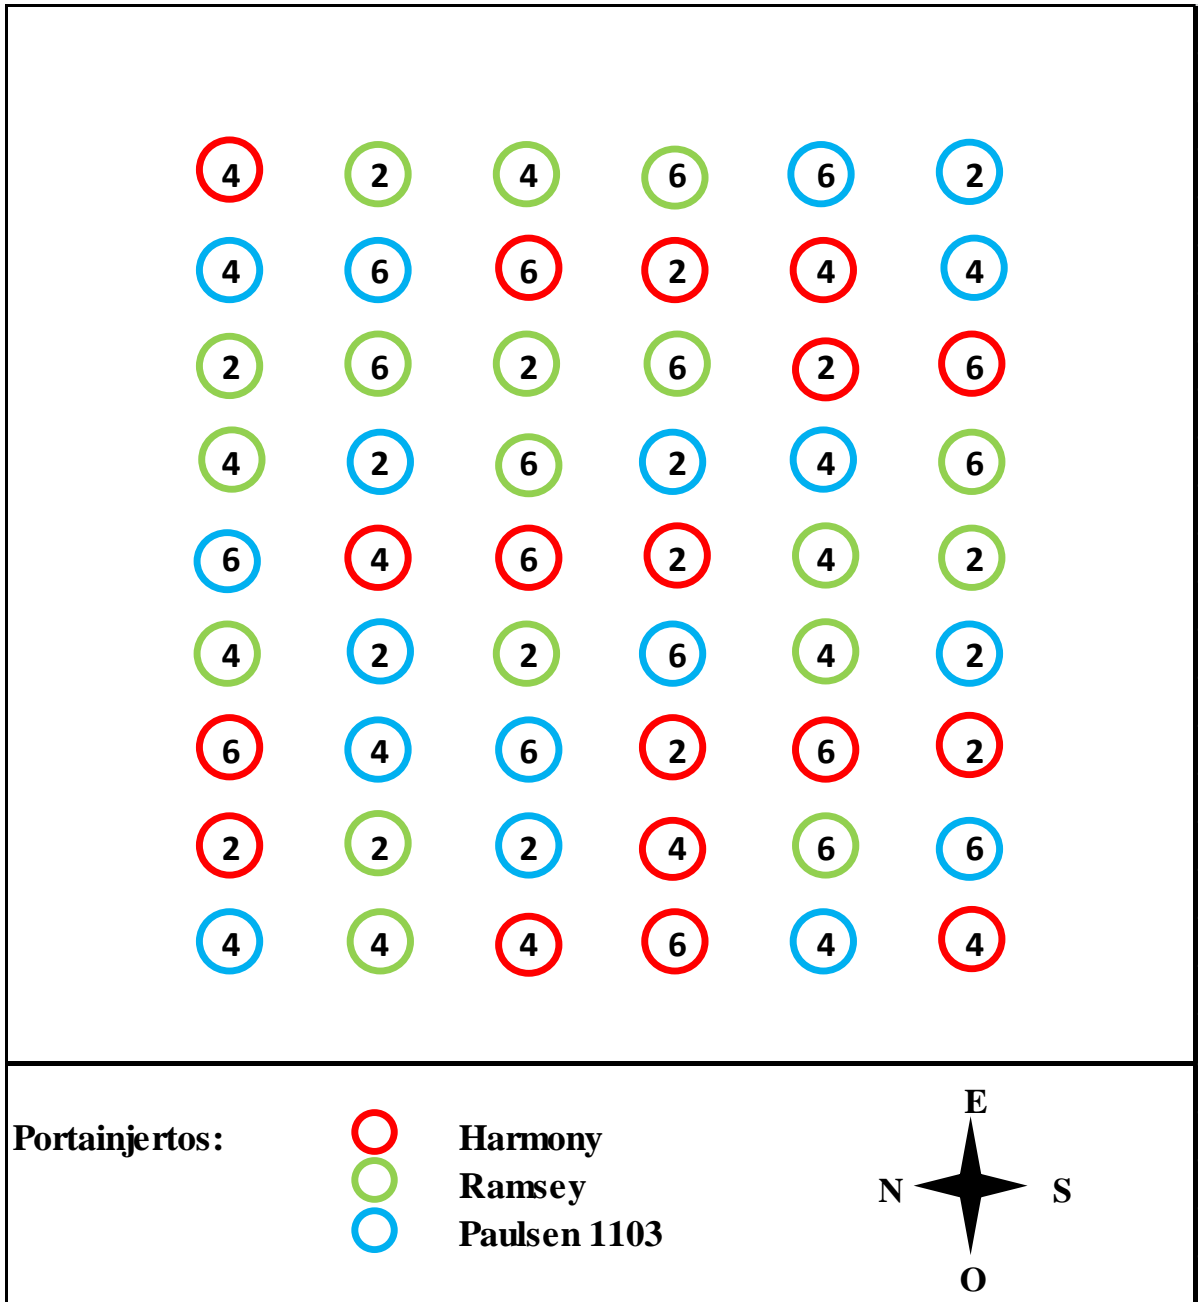 4 2 4 6 6 2
4 6 6 2 4 4
2 6 2 6 2 6
4 2 6 2 4 6
6 4 6 2 4 2
4 2 2 6 4 2
6 4 6 2 6 2
2 2 2 4 6 6
4 4 4 6 4 4
Portainjertos: Harmony
Ramsey
Paulsen 1103
E
N S
O